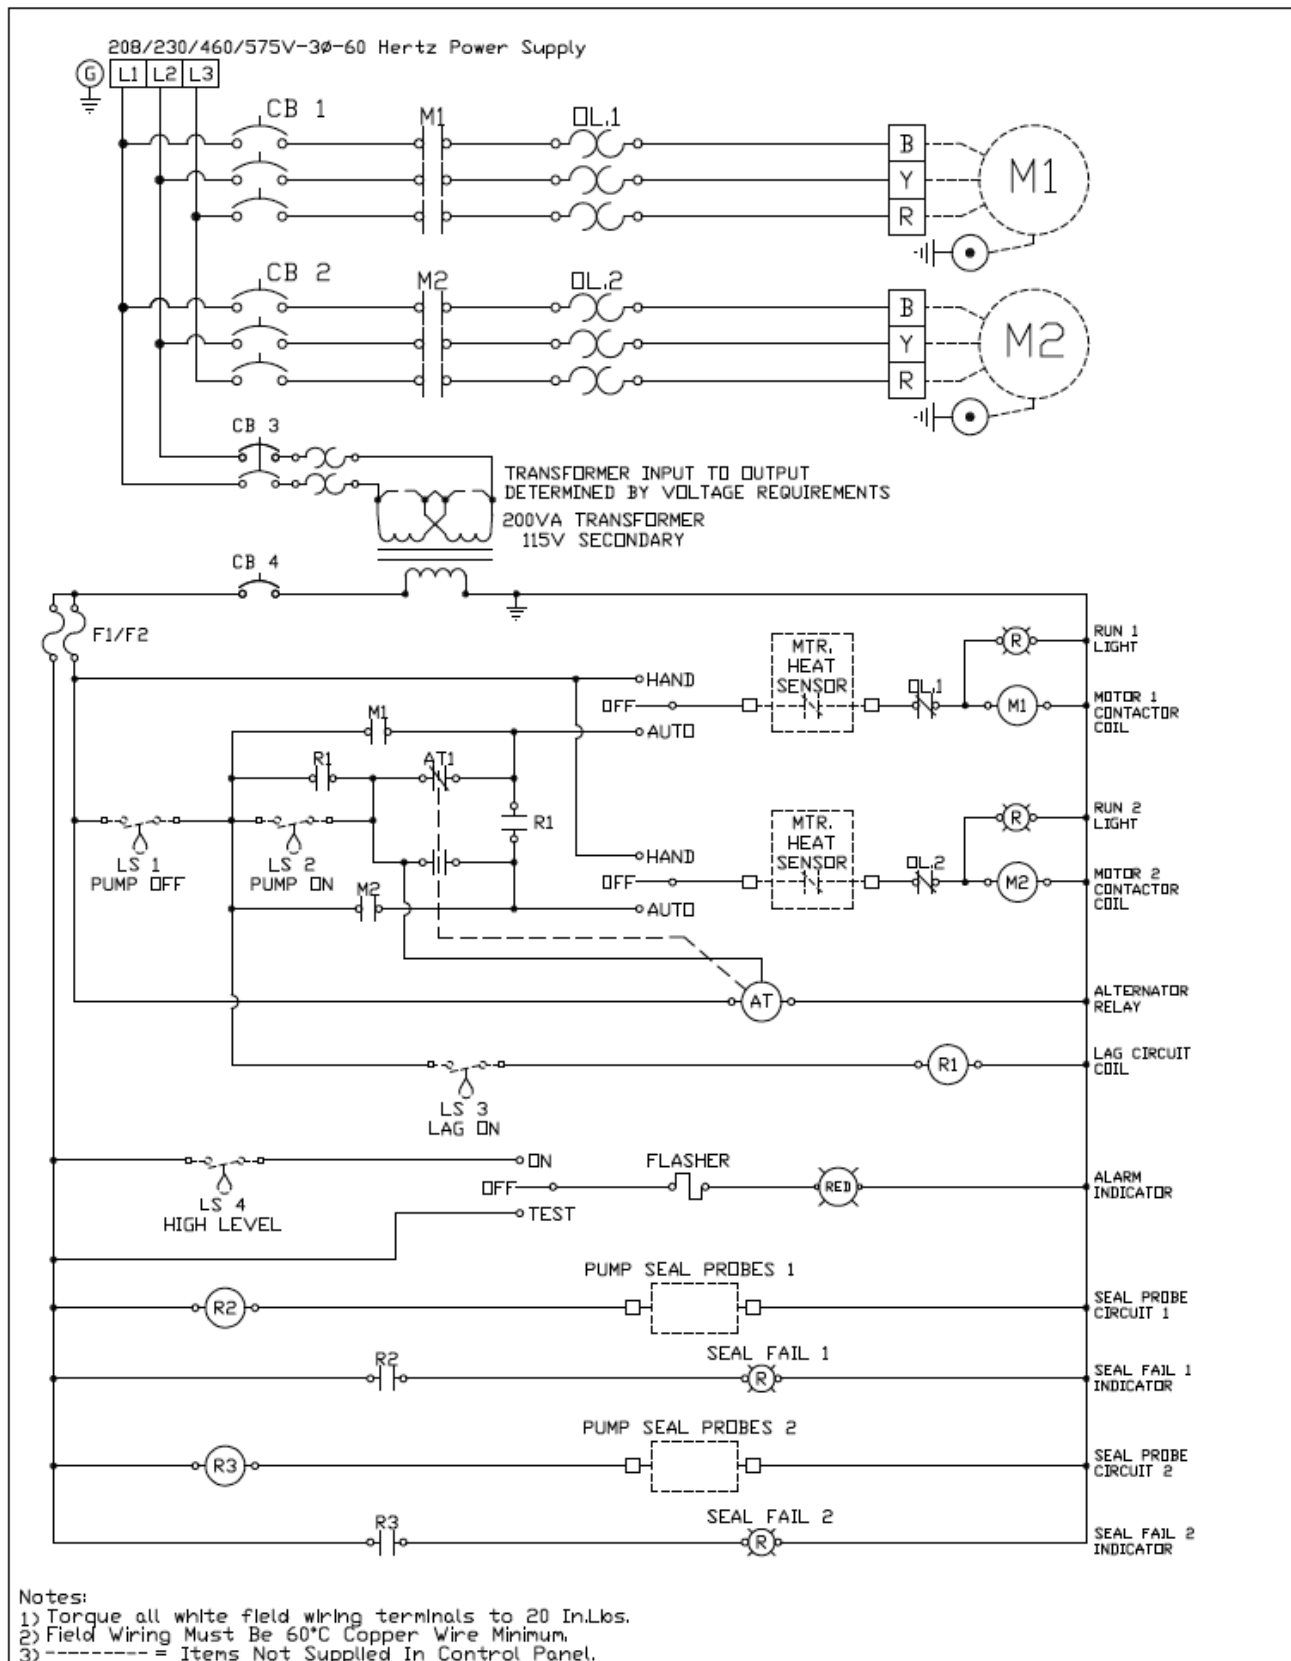 208/230/460/575V-3Ø-60 Hertz Power Supply
G L1 L2 L3
CB 1
M1
OL.1
B
Y
R
M1
CB 2
M2
OL.2
B
Y
R
M2
CB 3
TRANSFORMER INPUT TO OUTPUT
DETERMINED BY VOLTAGE REQUIREMENTS
200VA TRANSFORMER
115V SECONDARY
CB 4
F1/F2
R
RUN 1
LIGHT
MTR.
HEAT
SENSOR
HAND
OFF
AUTO
OL.1
M1
MOTOR 1
CONTACTOR
COIL
M1
R1
AT1
R1
LS 1
PUMP OFF
LS 2
PUMP ON
M2
R
RUN 2
LIGHT
MTR.
HEAT
SENSOR
HAND
OFF
AUTO
OL.2
M2
MOTOR 2
CONTACTOR
COIL
AT
ALTERNATOR
RELAY
R1
LAG CIRCUIT
COIL
LS 3
LAG ON
LS 4
HIGH LEVEL
ON
OFF
TEST
FLASHER
RED
ALARM
INDICATOR
PUMP SEAL PROBES 1
R2
SEAL PROBE
CIRCUIT 1
R2
SEAL FAIL 1
R
SEAL FAIL 1
INDICATOR
PUMP SEAL PROBES 2
R3
SEAL PROBE
CIRCUIT 2
R3
SEAL FAIL 2
R
SEAL FAIL 2
INDICATOR
Notes:
1) Torque all white field wiring terminals to 20 In.Lbs.
2) Field Wiring Must Be 60°C Copper Wire Minimum.
3) --------- = Items Not Supplied In Control Panel.